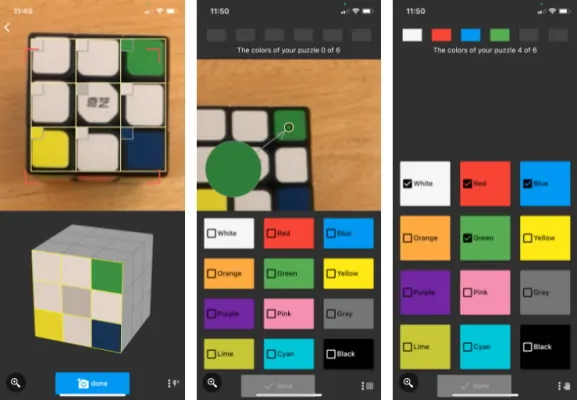 11:49
done
11:50
The colors of your puzzle 0 of 6
White
Red
Blue
Orange
Green
Yellow
Purple
Pink
Gray
Lime
Cyan
Black
done
11:50
The colors of your puzzle 4 of 6
White
Red
Blue
Orange
Green
Yellow
Purple
Pink
Gray
Lime
Cyan
Black
done